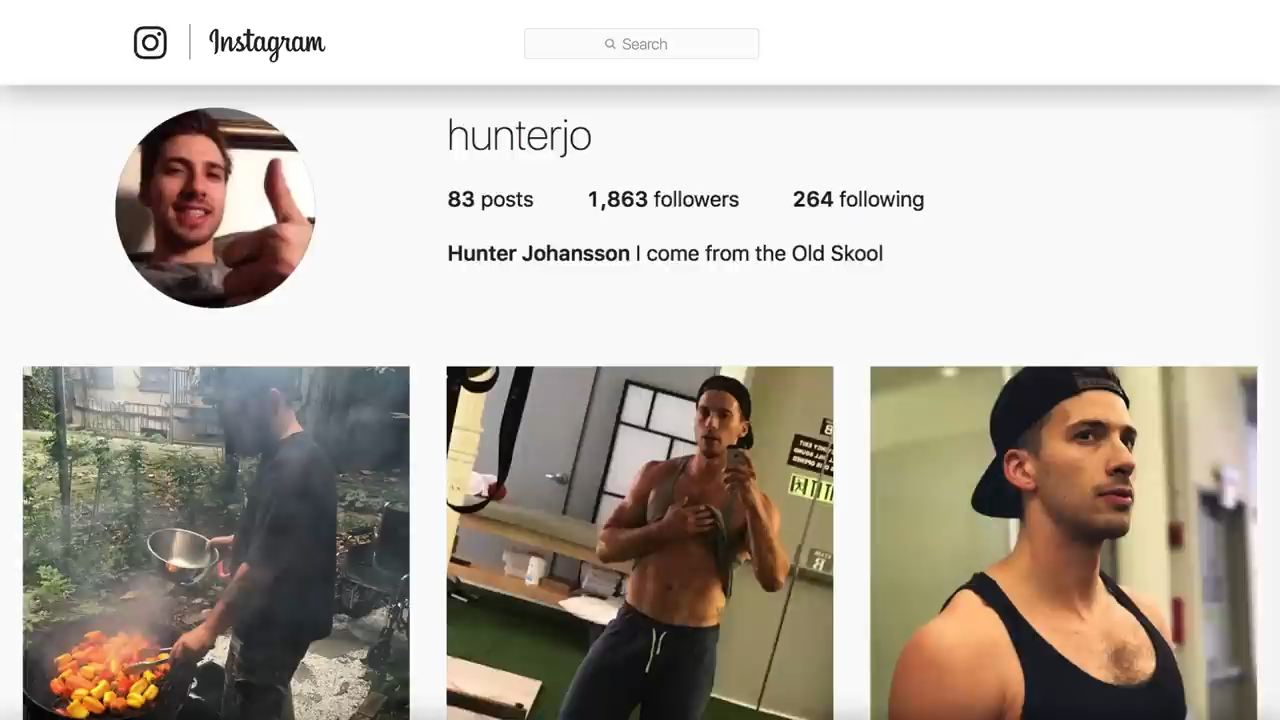 Instagram
Search
hunterjo
83 posts 1,863 followers 264 following
Hunter Johansson I come from the Old Skool